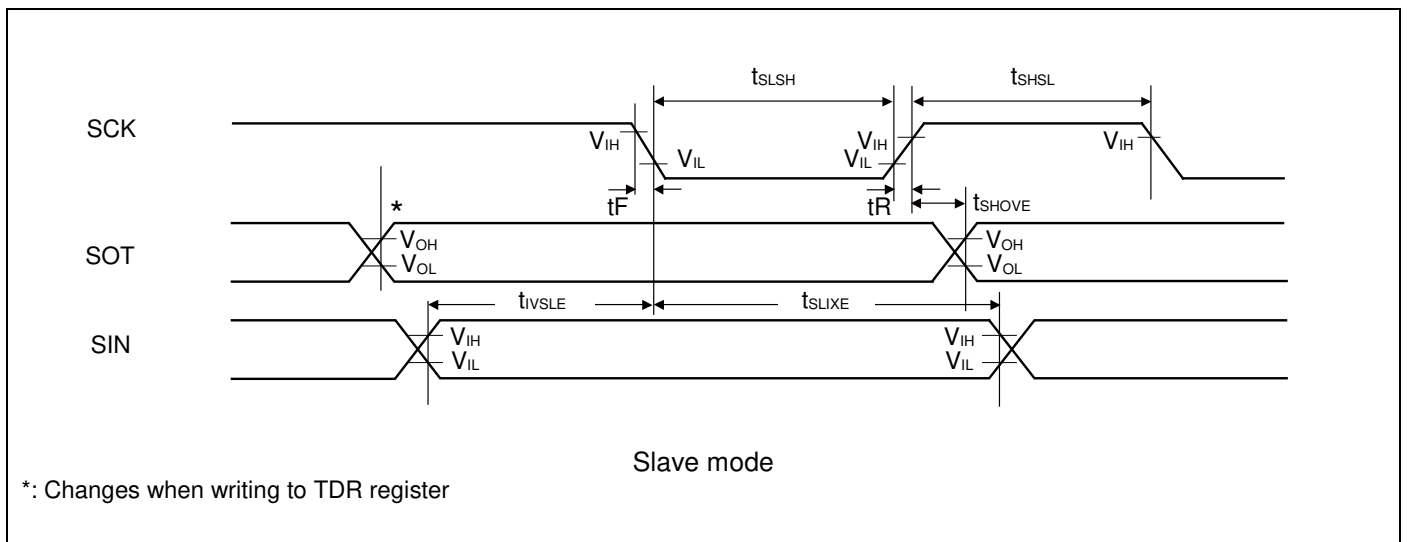 tSLSH tSHSL
SCK VIH VIL VIH VIL VIH
tF tR tSHOVE
* 
SOT VOH VOL VOH VOL
tIVSLE tSLIXE
SIN VIH VIL VIH VIL
Slave mode
*: Changes when writing to TDR register